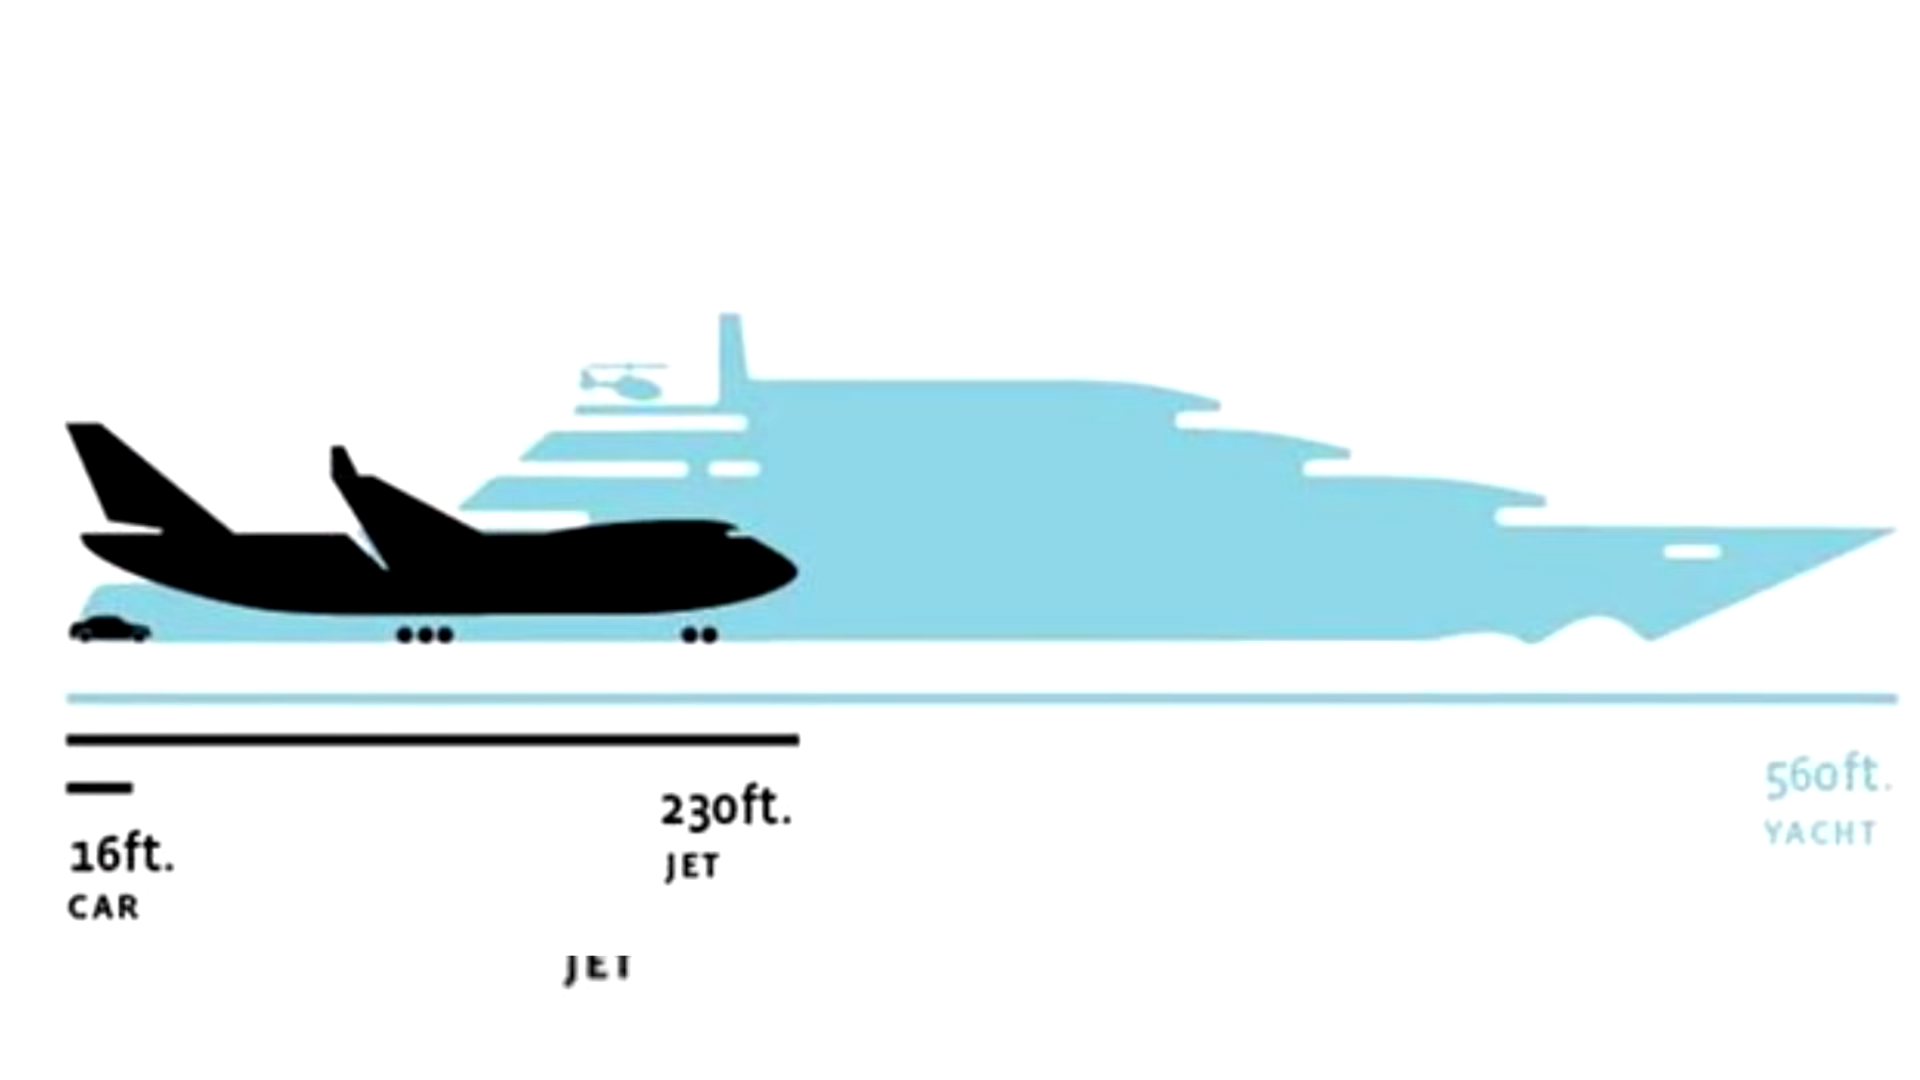 560ft.
YACHT
230ft.
JET
16ft.
CAR
JET